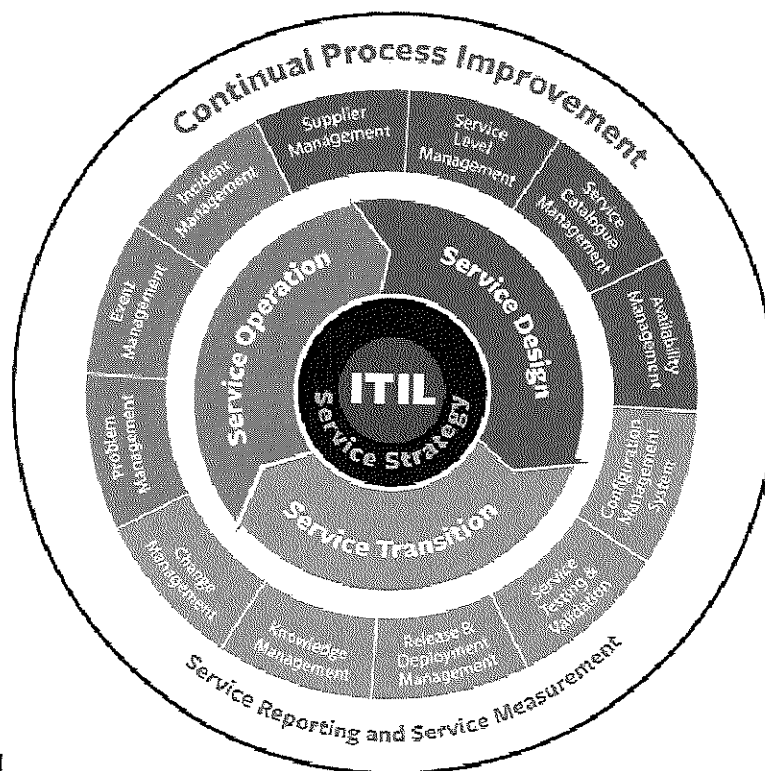 Continual Process Improvement
Supplier
Management
Service
Level
Management
Service
Catalogue
Management
Availability
Management
Configuration
Management
System
Service
Testing &
Validation
Release &
Deployment
Management
Knowledge
Management
Change
Management
Problem
Management
Event
Management
Incident
Management
Service Operation
Service Design
Service Transition
ITIL
Service Strategy
Service Reporting and Service Measurement